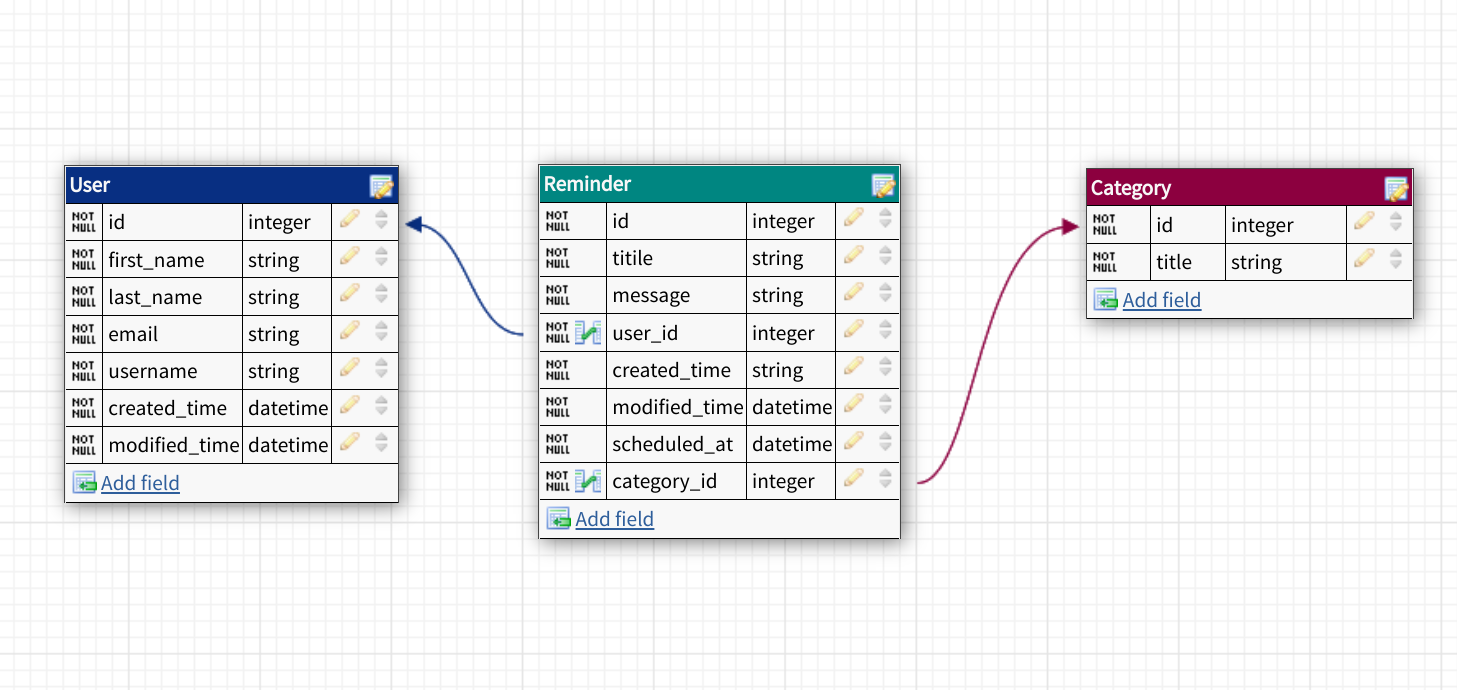 User
NOT NULL id integer
NOT NULL first_name string
NOT NULL last_name string
NOT NULL email string
NOT NULL username string
NOT NULL created_time datetime
NOT NULL modified_time datetime
Add field
Reminder
NOT NULL id integer
NOT NULL titile string
NOT NULL message string
NOT NULL user_id integer
NOT NULL created_time string
NOT NULL modified_time datetime
NOT NULL scheduled_at datetime
NOT NULL category_id integer
Add field
Category
NOT NULL id integer
NOT NULL title string
Add field